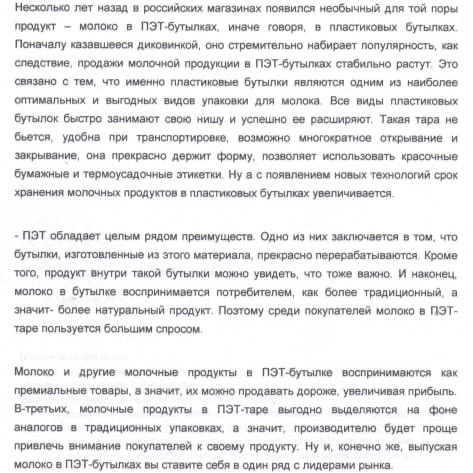 Несколько лет назад в российских магазинах появился необычный для той поры
продукт – молоко в ПЭТ-бутылках, иначе говоря, в пластиковых бутылках.
Поначалу казавшееся диковинкой, оно стремительно набирает популярность, как
следствие, продажи молочной продукции в ПЭТ-бутылках стабильно растут. Это
связано с тем, что именно пластиковые бутылки являются одним из наиболее
оптимальных и выгодных видов упаковки для молока. Все виды пластиковых
бутылок быстро занимают свою нишу и успешно ее расширяют. Такая тара не
бьется, удобна при транспортировке, возможно многократное открывание и
закрывание, она прекрасно держит форму, позволяет использовать красочные
бумажные и термоусадочные этикетки. Ну а с появлением новых технологий срок
хранения молочных продуктов в пластиковых бутылках увеличивается.
- ПЭТ обладает целым рядом преимуществ. Одно из них заключается в том, что
бутылки, изготовленные из этого материала, прекрасно перерабатываются. Кроме
того, продукт внутри такой бутылки можно увидеть, что тоже важно. И наконец,
молоко в бутылке воспринимается потребителем, как более традиционный, а
значит- более натуральный продукт. Поэтому среди покупателей молоко в ПЭТ-
таре пользуется большим спросом.
Молоко и другие молочные продукты в ПЭТ-бутылке воспринимаются как
премиальные товары, а значит, их можно продавать дороже, увеличивая прибыль.
В-третьих, молочные продукты в ПЭТ-таре выгодно выделяются на фоне
аналогов в традиционных упаковках, а значит, производителю будет проще
привлечь внимание покупателей к своему продукту. Ну и, конечно же, выпуская
молоко в ПЭТ-бутылках вы ставите себя в один ряд с лидерами рынка.